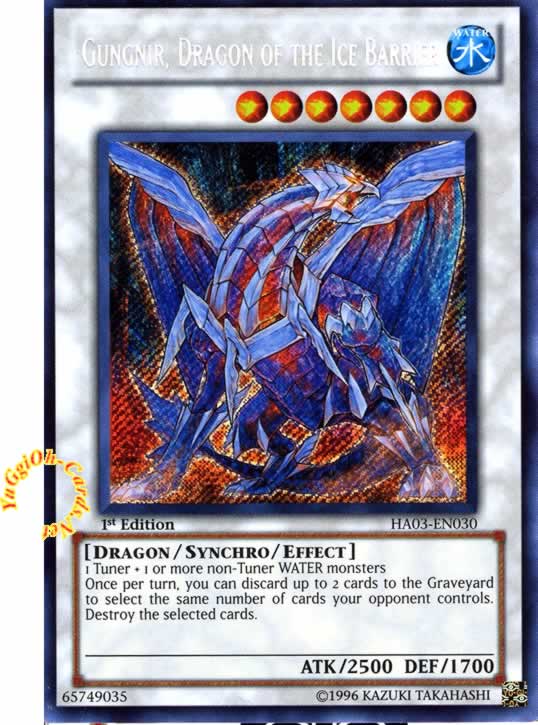 GUNGNIR, DRAGON OF THE ICE BARRIER
WATER
水
1st Edition
HA03-EN030
[DRAGON/SYNCHRO/EFFECT]
1 Tuner + 1 or more non-Tuner WATER monsters
Once per turn, you can discard up to 2 cards to the Graveyard
to select the same number of cards your opponent controls.
Destroy the selected cards.
ATK/2500 DEF/1700
65749035
©1996 KAZUKI TAKAHASHI
YuGgiOh-Cards.Net